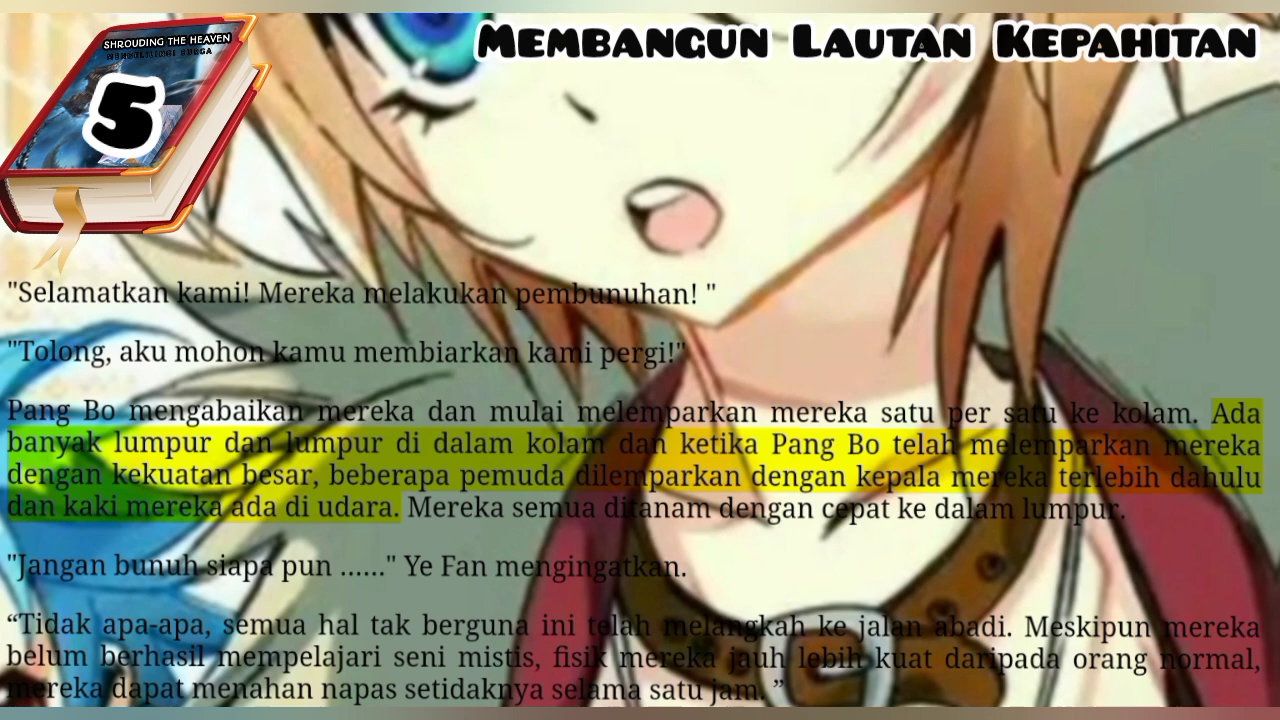 Membangun Lautan Kepahitan
SHROUDING THE HEAVEN
5
"Selamatkan kami! Mereka melakukan pembunuhan! "
"Tolong, aku mohon kamu membiarkan kami pergi!"
Pang Bo mengabaikan mereka dan mulai melemparkan mereka satu per satu ke kolam. Ada
banyak lumpur dan lumpur di dalam kolam dan ketika Pang Bo telah melemparkan mereka
dengan kekuatan besar, beberapa pemuda dilemparkan dengan kepala mereka terlebih dahulu
dan kaki mereka ada di udara. Mereka semua ditanam dengan cepat ke dalam lumpur.
"Jangan bunuh siapa pun ......" Ye Fan mengingatkan.
“Tidak apa-apa, semua hal tak berguna ini telah melangkah ke jalan abadi. Meskipun mereka
belum berhasil mempelajari seni mistis, fisik mereka jauh lebih kuat daripada orang normal,
mereka dapat menahan napas setidaknya selama satu jam. ”